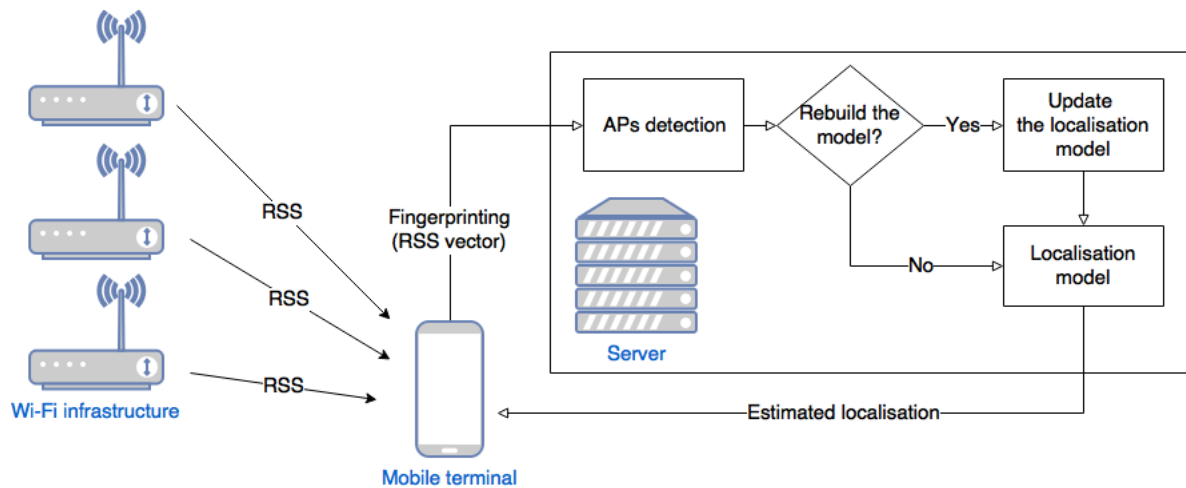 RSS
RSS
RSS
Wi-Fi infrastructure
Fingerprinting
(RSS vector)
Mobile terminal
APs detection
Rebuild the
model?
Yes
Update
the localisation
model
No
Localisation
model
Server
Estimated localisation